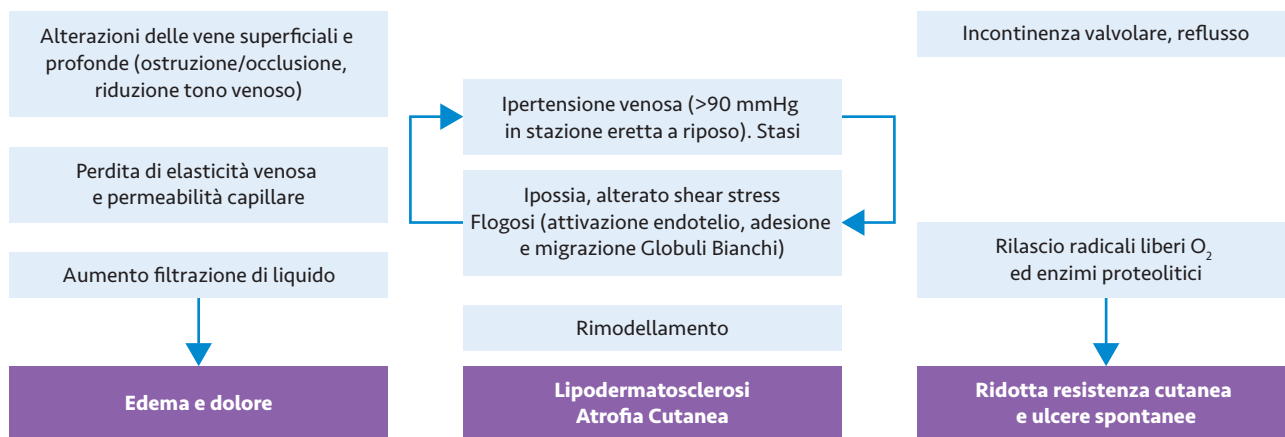 Alterazioni delle vene superficiali e
profonde (ostruzione/occlusione,
riduzione tono venoso)
Incontinenza valvolare, reflusso
Ipertensione venosa (>90 mmHg
in stazione eretta a riposo). Stasi
Perdita di elasticità venosa
e permeabilità capillare
Ipossia, alterato shear stress
Flogosi (attivazione endotelio, adesione
e migrazione Globuli Bianchi)
Aumento filtrazione di liquido
Rilascio radicali liberi O₂
ed enzimi proteolitici
Rimodellamento
Edema e dolore
Lipodermatosclerosi
Atrofia Cutanea
Ridotta resistenza cutanea
e ulcere spontanee